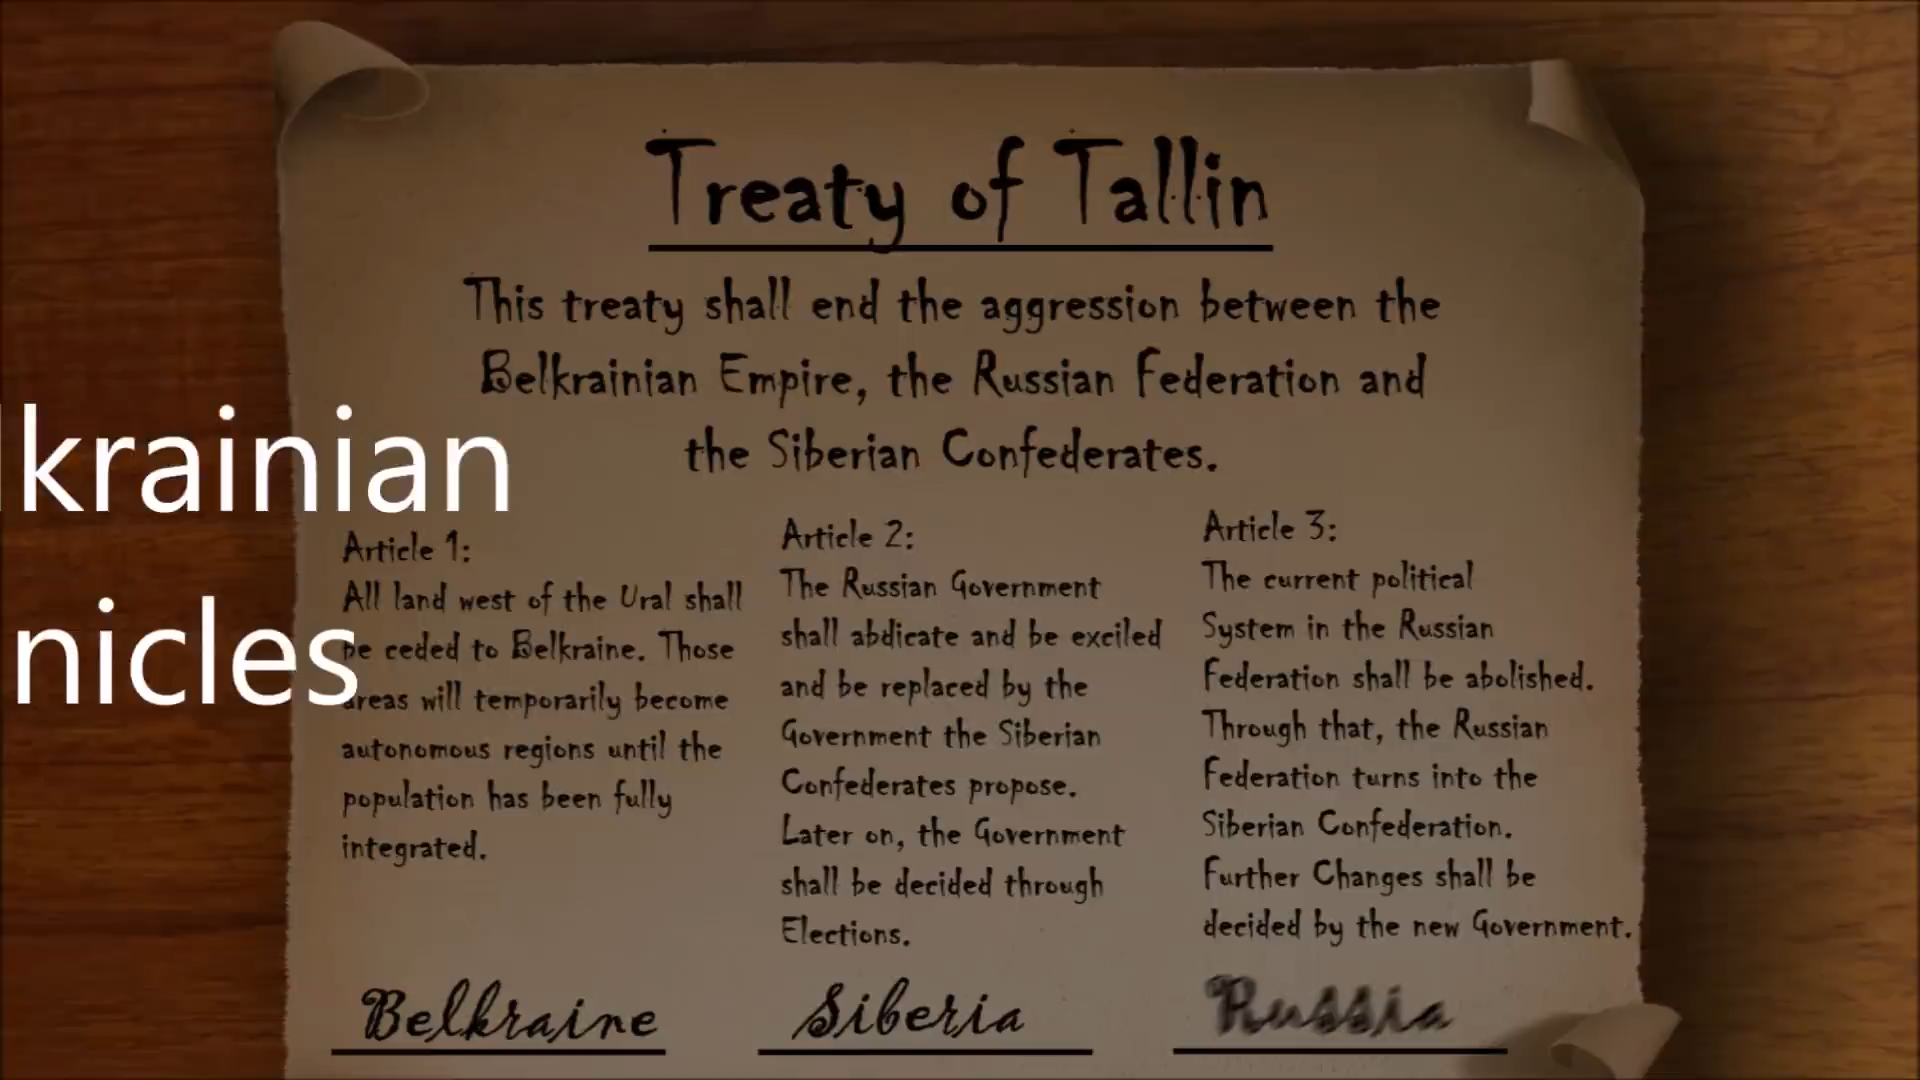 Treaty of Tallin
This treaty shall end the aggression between the
Belkrainian Empire, the Russian Federation and
the Siberian Confederates.
krainian
nicles
Article 1:
All land west of the Ural shall
be ceded to Belkraine. Those
areas will temporarily become
autonomous regions until the
population has been fully
integrated.
Article 2:
The Russian Government
shall abdicate and be exciled
and be replaced by the
Government the Siberian
Confederates propose.
Later on, the Government
shall be decided through
Elections.
Article 3:
The current political
System in the Russian
Federation shall be abolished.
Through that, the Russian
Federation turns into the
Siberian Confederation.
Further Changes shall be
decided by the new Government.
Belkraine
Siberia
Russia